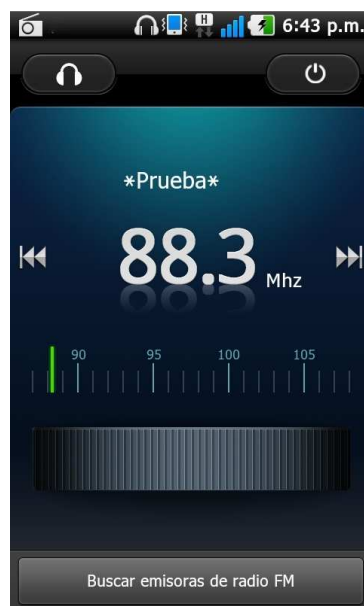 H
6:43 p.m.
*Prueba*
88.3 Mhz
90 95 100 105
Buscar emisoras de radio FM